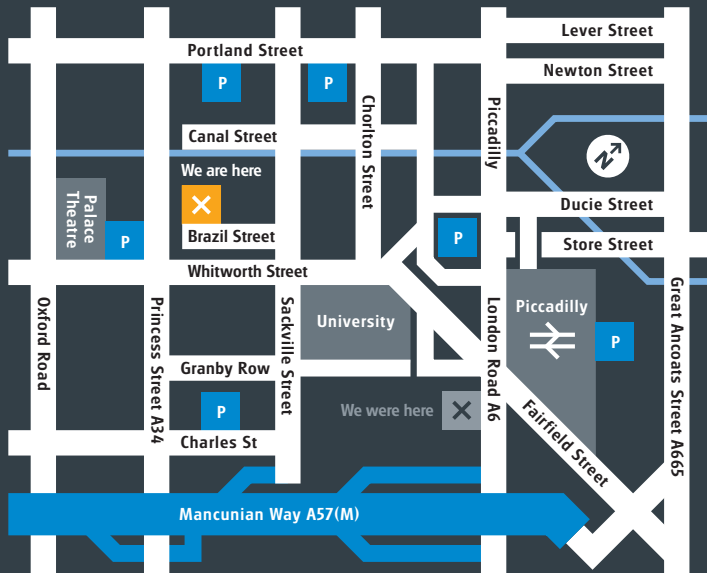 Lever Street
Portland Street
Newton Street
P
P
Chorlton Street
Piccadilly
Canal Street
N
We are here
Palace
Theatre
Ducie Street
P
Brazil Street
P
Store Street
Whitworth Street
Oxford Road
Princess Street A34
Sackville Street
University
London Road A6
Piccadilly
Great Ancoats Street A665
P
Granby Row
P
We were here
Fairfield Street
Charles St
Mancunian Way A57(M)